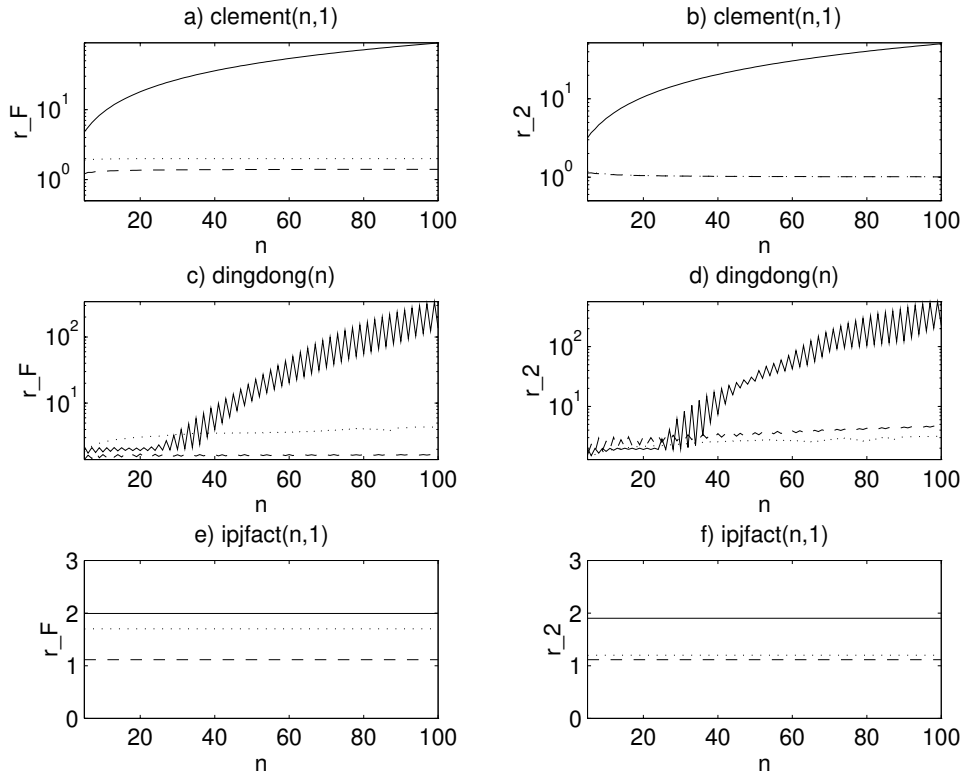 a) clement(n,1)
r_F
10^1
10^0
20 40 60 80 100
n
b) clement(n,1)
r_2
10^1
10^0
20 40 60 80 100
n
c) dingdong(n)
r_F
10^2
10^1
20 40 60 80 100
n
d) dingdong(n)
r_2
10^2
10^1
20 40 60 80 100
n
e) ipjfact(n,1)
r_F
3
2
1
0
20 40 60 80 100
n
f) ipjfact(n,1)
r_2
3
2
1
0
20 40 60 80 100
n